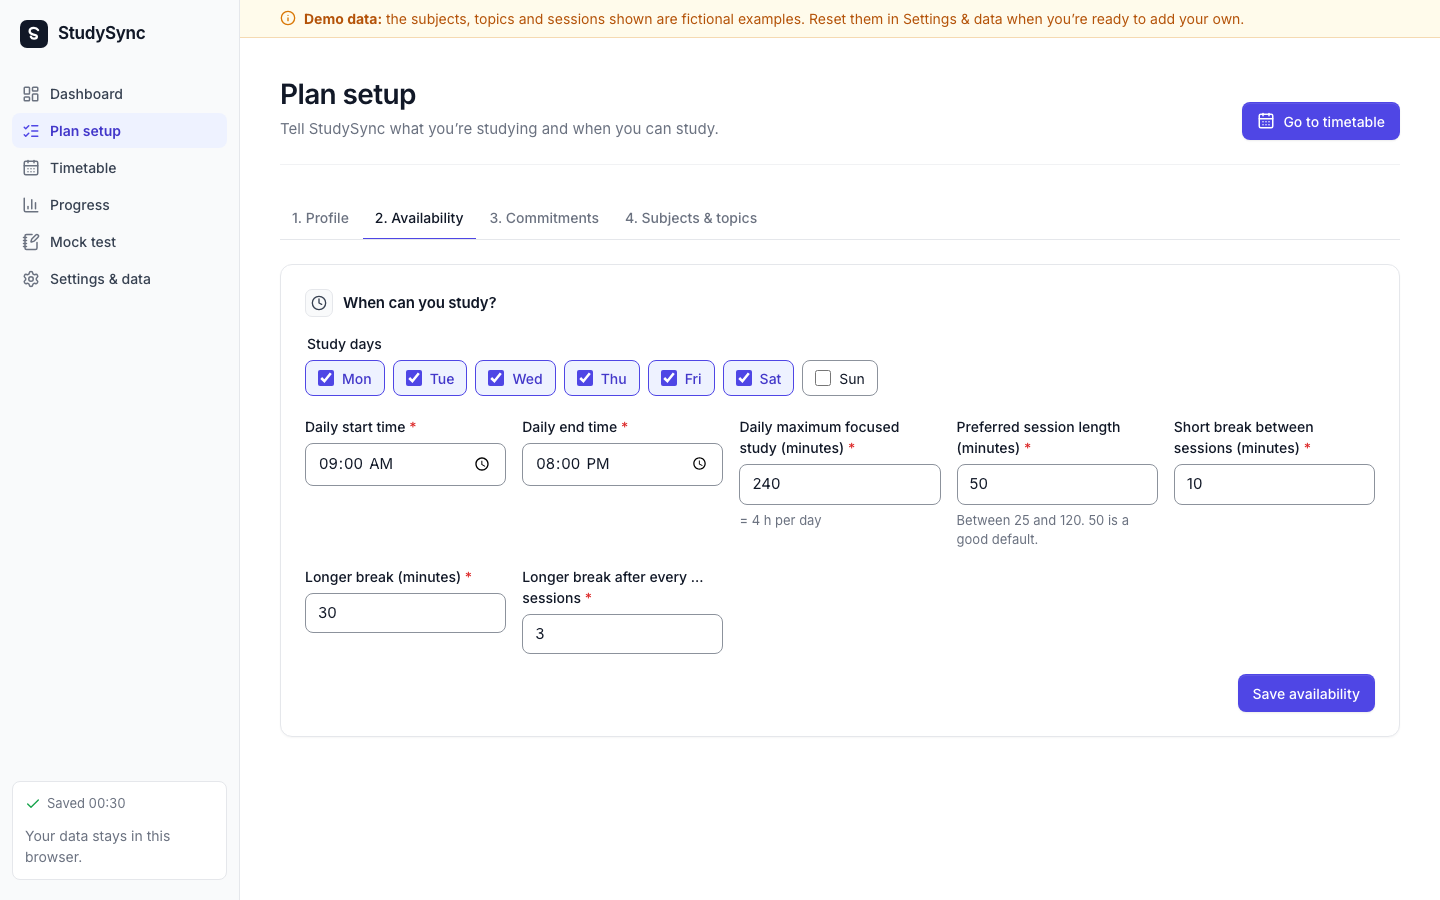 StudySync
Dashboard
Plan setup
Timetable
Progress
Mock test
Settings & data
Saved 00:30
Your data stays in this
browser.
Demo data: the subjects, topics and sessions shown are fictional examples. Reset them in Settings & data when you’re ready to add your own.
Plan setup
Tell StudySync what you’re studying and when you can study.
Go to timetable
1. Profile
2. Availability
3. Commitments
4. Subjects & topics
When can you study?
Study days
Mon
Tue
Wed
Thu
Fri
Sat
Sun
Daily start time *
09:00 AM
Daily end time *
08:00 PM
Daily maximum focused
study (minutes) *
240
= 4 h per day
Preferred session length
(minutes) *
50
Between 25 and 120. 50 is a
good default.
Short break between
sessions (minutes) *
10
Longer break (minutes) *
30
Longer break after every ...
sessions *
3
Save availability